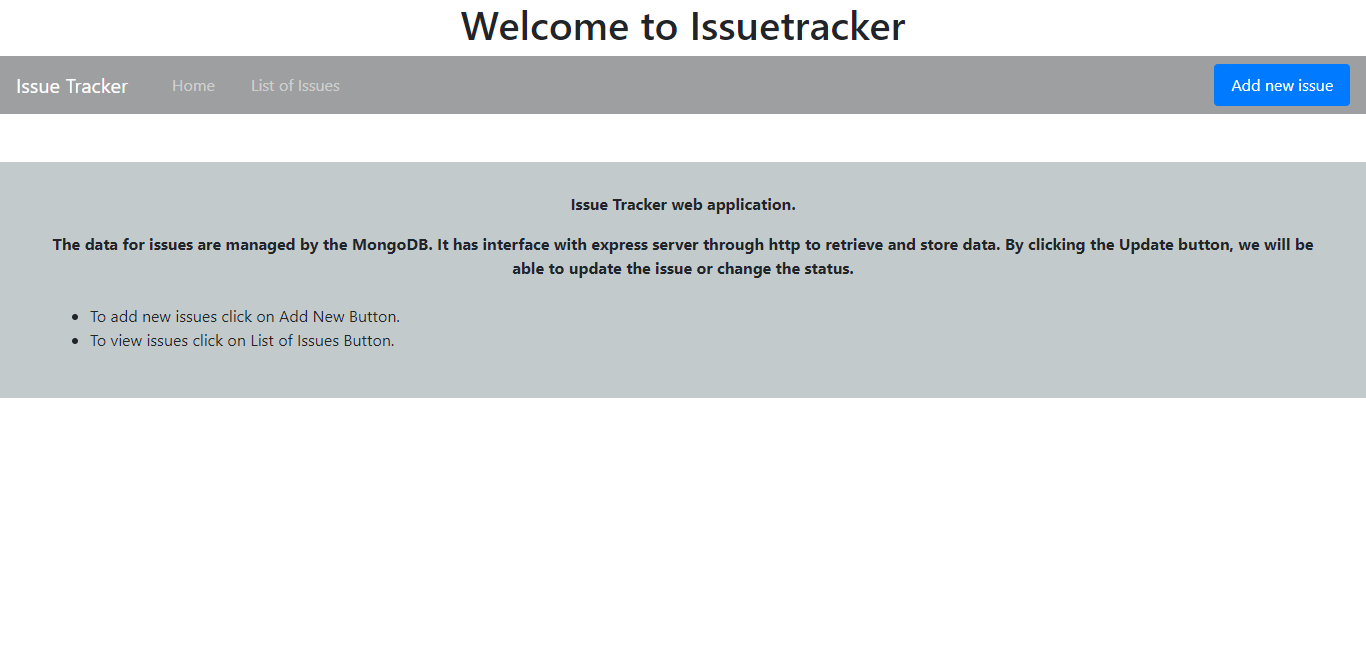 Welcome to Issuetracker
Issue Tracker Home List of Issues Add new issue
Issue Tracker web application.
The data for issues are managed by the MongoDB. It has interface with express server through http to retrieve and store data. By clicking the Update button, we will be
able to update the issue or change the status.
To add new issues click on Add New Button.
To view issues click on List of Issues Button.